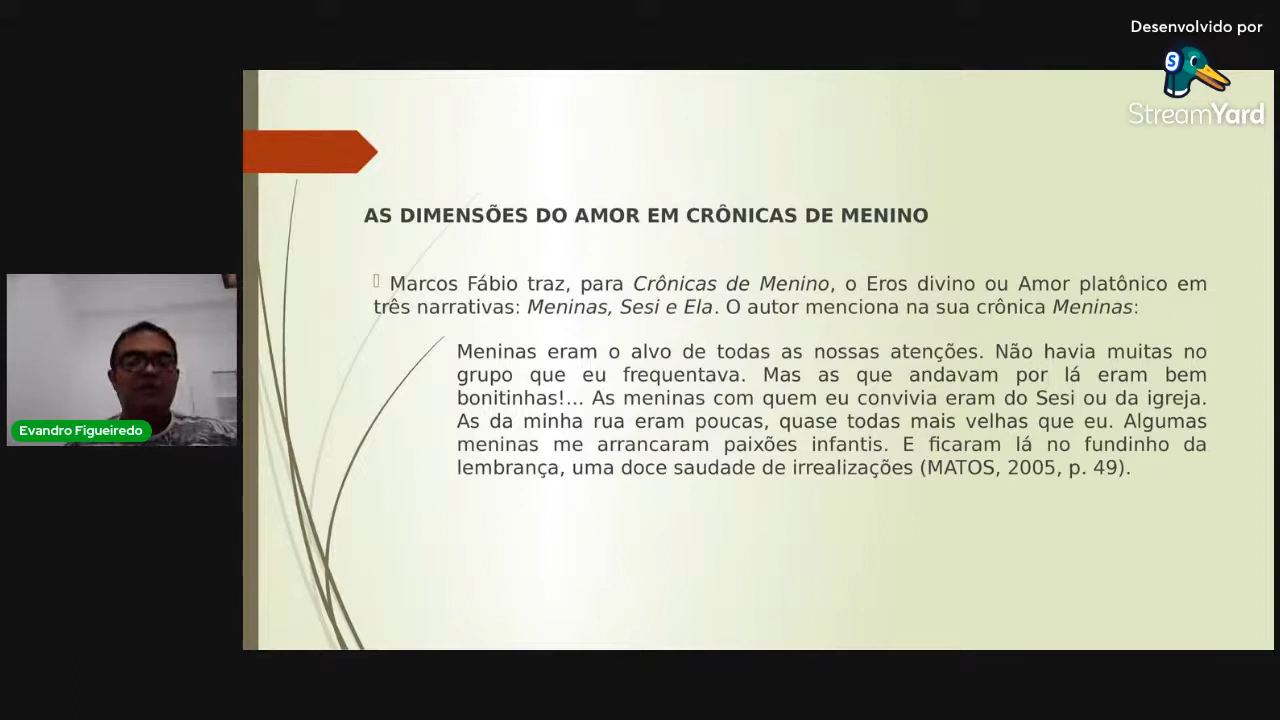 Desenvolvido por
StreamYard
AS DIMENSÕES DO AMOR EM CRÔNICAS DE MENINO
Marcos Fábio traz, para Crônicas de Menino, o Eros divino ou Amor platônico em
três narrativas: Meninas, Sesi e Ela. O autor menciona na sua crônica Meninas:
Meninas eram o alvo de todas as nossas atenções. Não havia muitas no
grupo que eu frequentava. Mas as que andavam por lá eram bem
bonitinhas!... As meninas com quem eu convivia eram do Sesi ou da igreja.
As da minha rua eram poucas, quase todas mais velhas que eu. Algumas
meninas me arrancaram paixões infantis. E ficaram lá no fundinho da
lembrança, uma doce saudade de irrealizações (MATOS, 2005, p. 49).
Evandro Figueiredo